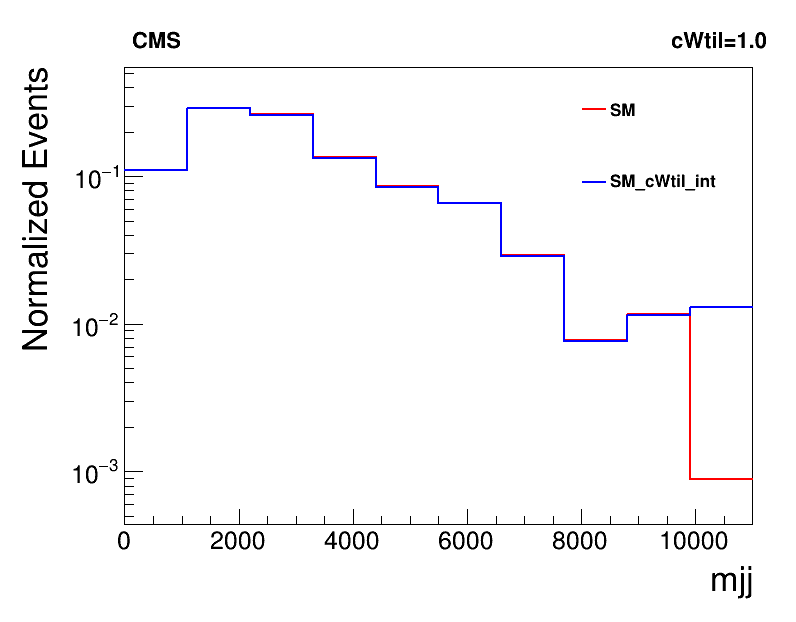 CMS
cWtil=1.0
Normalized Events
SM
SM_cWtil_int
10⁻¹
10⁻²
10⁻³
0 2000 4000 6000 8000 10000
mjj